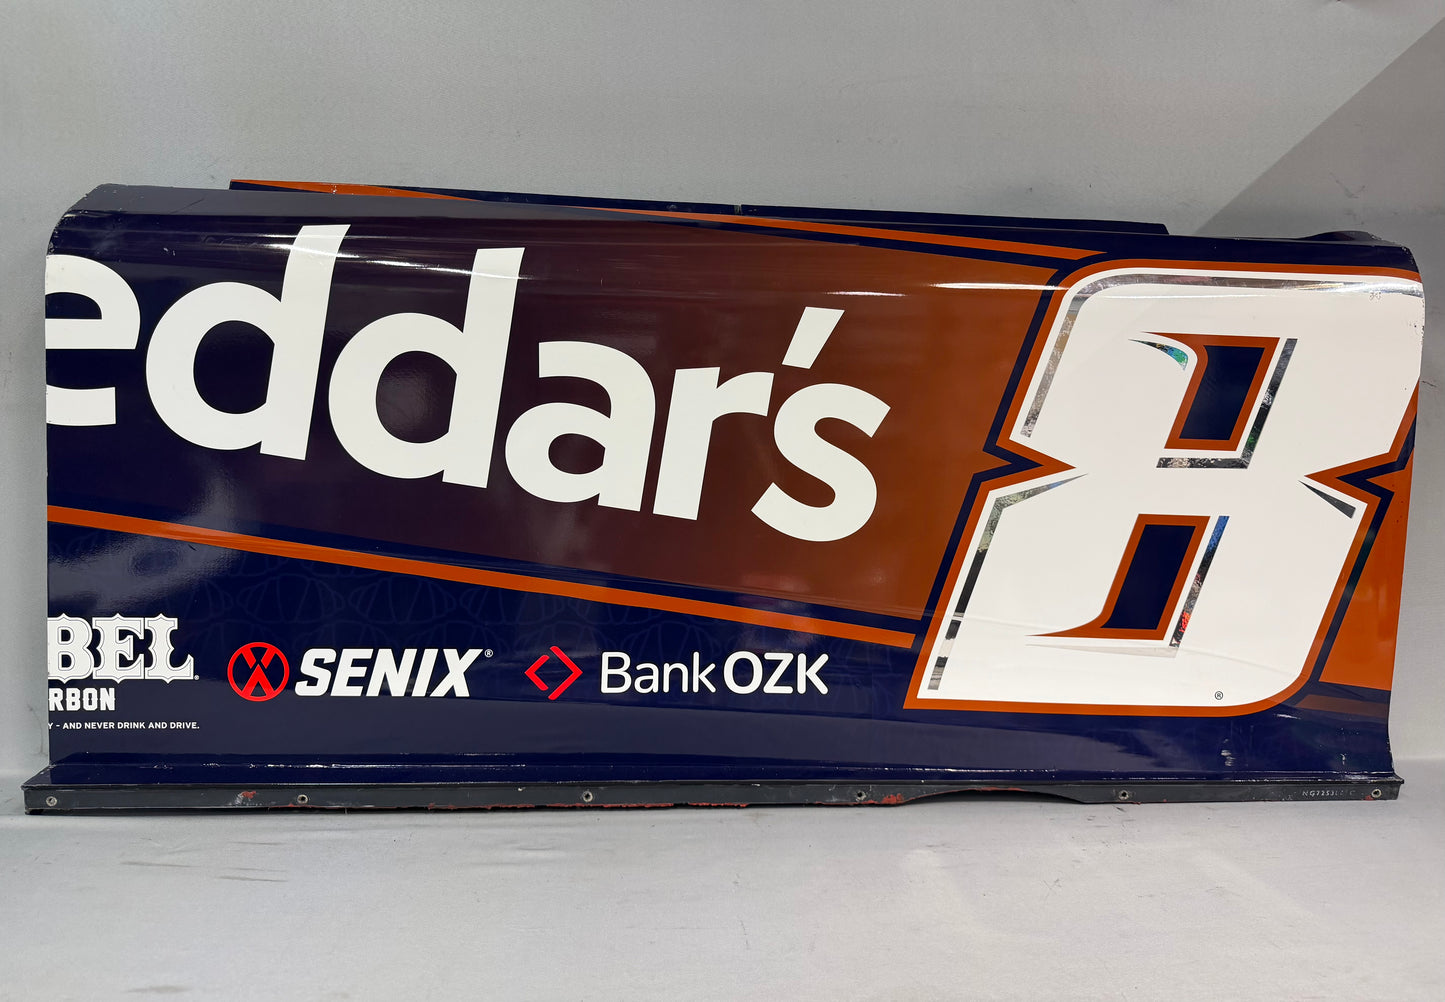 eddar's
8
®
BEL
RBON
Y - AND NEVER DRINK AND DRIVE.
SENIX®
Bank OZK